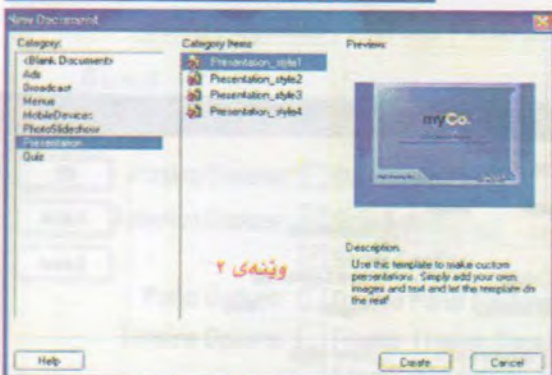 New Document
Category:
<Blank Document>
Ads
Broadcast
Menus
MobileDevices
PhotoSlideshow
Presentation
Quiz
Category Items:
Presentation_style1
Presentation_style2
Presentation_style3
Presentation_style4
Preview:
myCo.
Description:
Use this template to make custom
presentations. Simply add your own
images and text and let the template do
the rest!
وێنەی ٢
Help
Create
Cancel